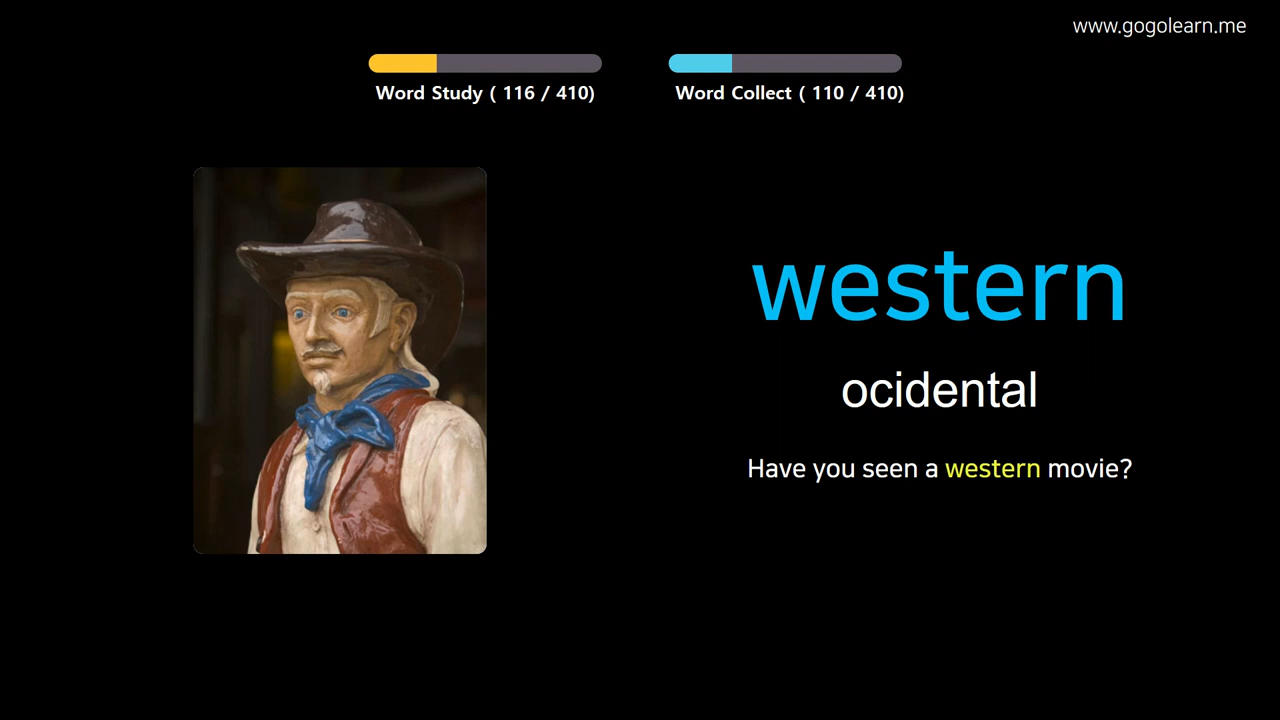 www.gogolearn.me
Word Study ( 116 / 410)
Word Collect ( 110 / 410)
western
ocidental
Have you seen a western movie?